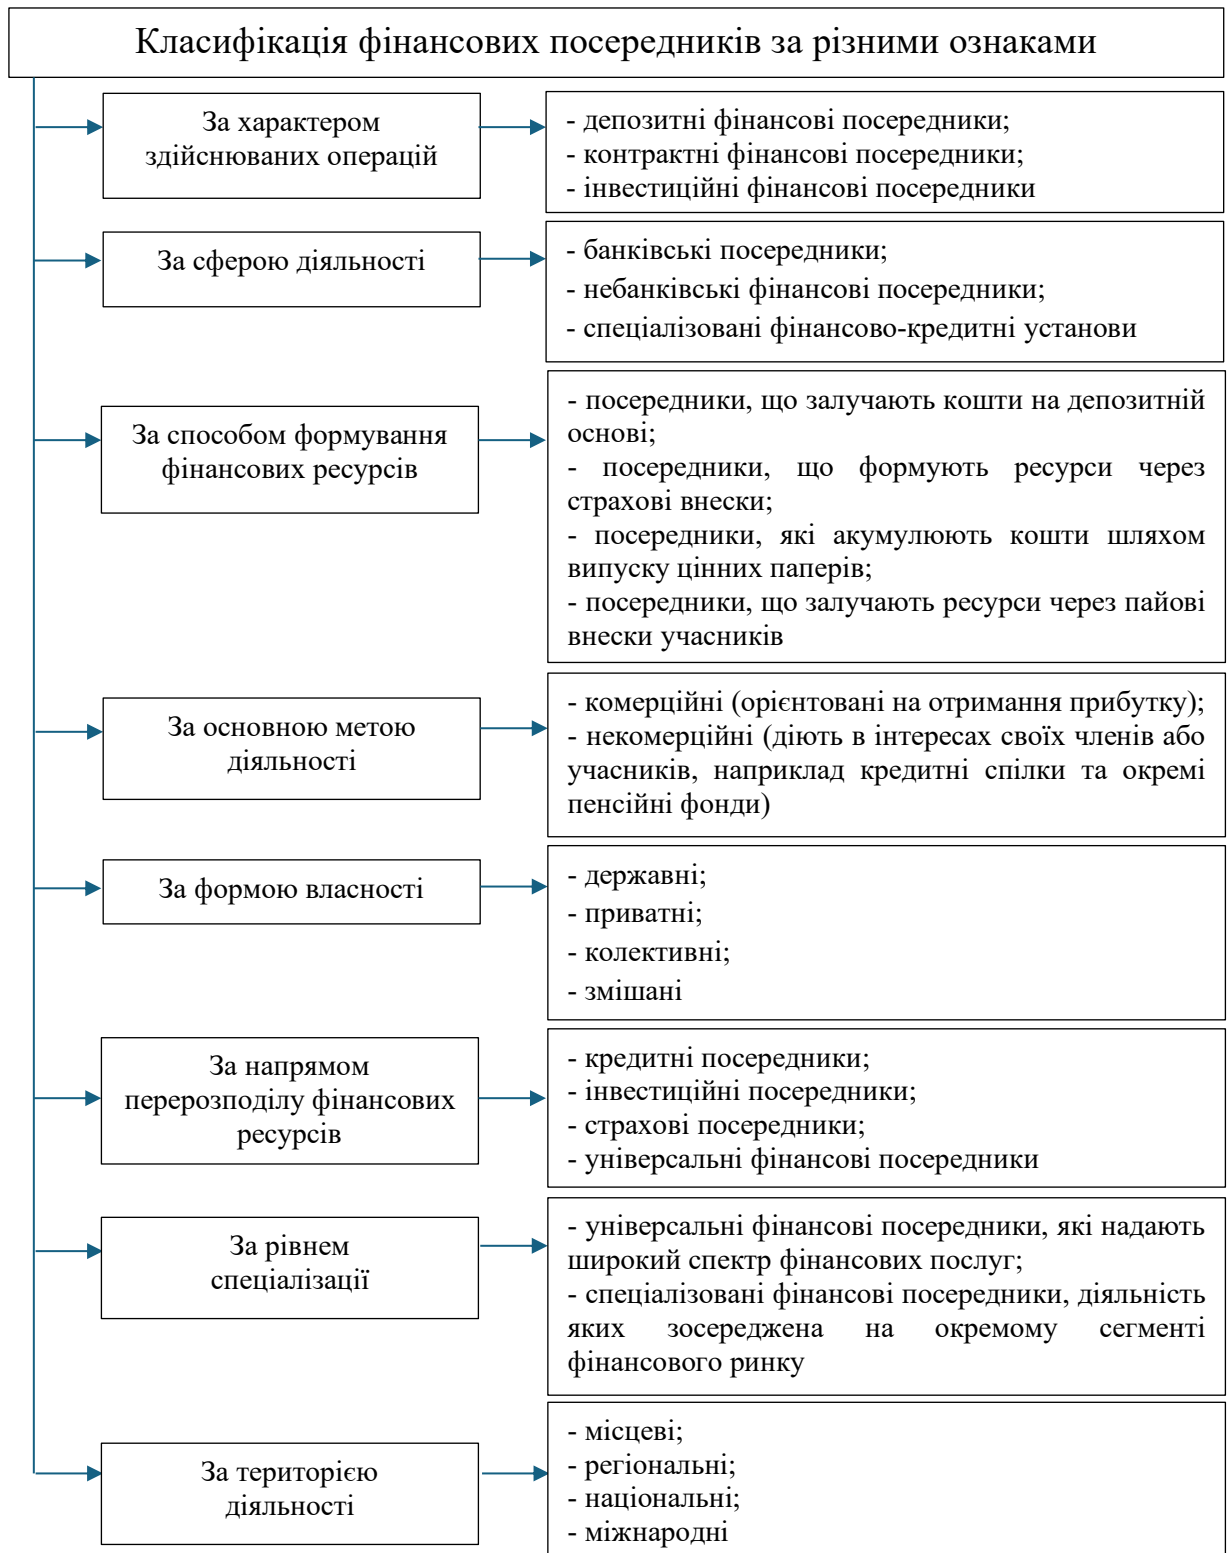 Класифікація фінансових посередників за різними ознаками
За характером
здійснюваних операцій
- депозитні фінансові посередники;
- контрактні фінансові посередники;
- інвестиційні фінансові посередники
За сферою діяльності
- банківські посередники;
- небанківські фінансові посередники;
- спеціалізовані фінансово-кредитні установи
За способом формування
фінансових ресурсів
- посередники, що залучають кошти на депозитній
основі;
- посередники, що формують ресурси через
страхові внески;
- посередники, які акумулюють кошти шляхом
випуску цінних паперів;
- посередники, що залучають ресурси через пайові
внески учасників
За основною метою
діяльності
- комерційні (орієнтовані на отримання прибутку);
- некомерційні (діють в інтересах своїх членів або
учасників, наприклад кредитні спілки та окремі
пенсійні фонди)
За формою власності
- державні;
- приватні;
- колективні;
- змішані
За напрямом
перерозподілу фінансових
ресурсів
- кредитні посередники;
- інвестиційні посередники;
- страхові посередники;
- універсальні фінансові посередники
За рівнем
спеціалізації
- універсальні фінансові посередники, які надають
широкий спектр фінансових послуг;
- спеціалізовані фінансові посередники, діяльність
яких зосереджена на окремому сегменті
фінансового ринку
За територією
діяльності
- місцеві;
- регіональні;
- національні;
- міжнародні